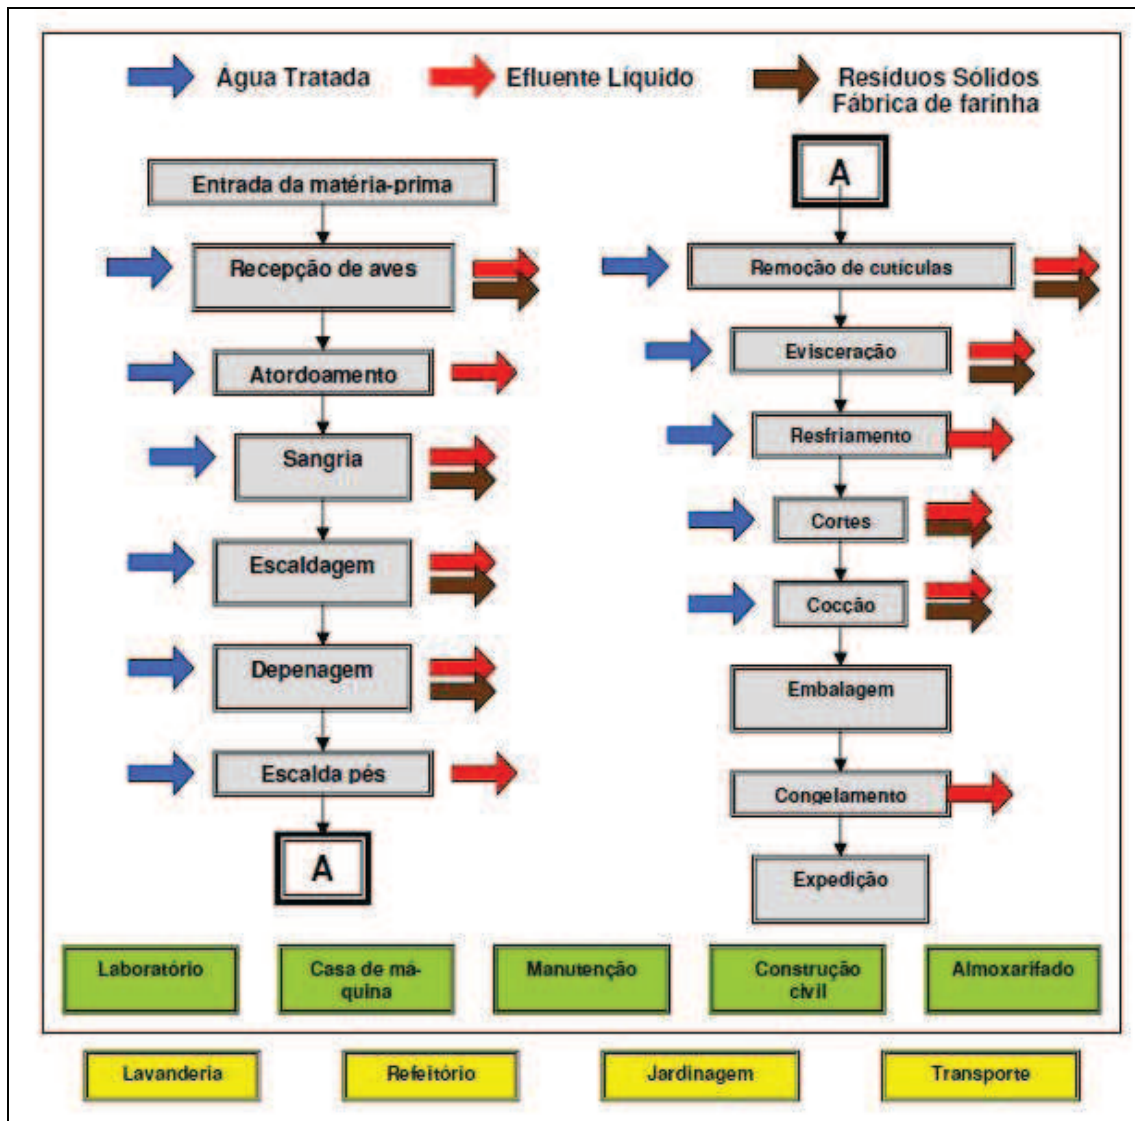 Água Tratada
Efluente Líquido
Resíduos Sólidos
Fábrica de farinha
Entrada da matéria-prima
Recepção de aves
Atordoamento
Sangria
Escaldagem
Depenagem
Escalda pés
A
A
Remoção de cutículas
Evisceração
Resfriamento
Cortes
Cocção
Embalagem
Congelamento
Expedição
Laboratório
Casa de má-
quina
Manutenção
Construção
civil
Almoxarifado
Lavanderia
Refeitório
Jardinagem
Transporte